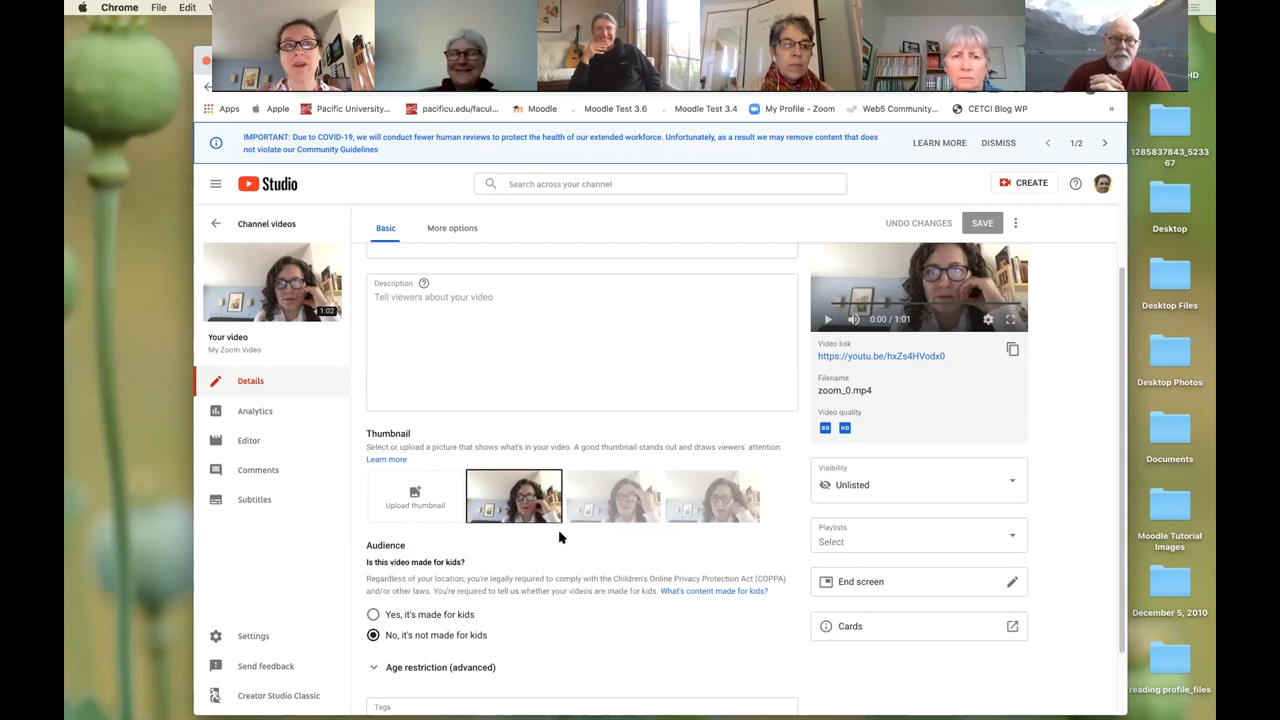 Chrome File Edit
HD
Apps Apple Pacific University... pacificu.edu/facul... Moodle Moodle Test 3.6 Moodle Test 3.4 My Profile - Zoom Web5 Community... CETCI Blog WP »
IMPORTANT: Due to COVID-19, we will conduct fewer human reviews to protect the health of our extended workforce. Unfortunately, as a result we may remove content that does
not violate our Community Guidelines
LEARN MORE DISMISS 1/2
1285837843_5233
67
Studio
Search across your channel
CREATE
Desktop
Channel videos
Basic More options
UNDO CHANGES SAVE
1:02
Your video
My Zoom Video
Details
Analytics
Editor
Comments
Subtitles
Settings
Send feedback
Creator Studio Classic
Description
Tell viewers about your video
Thumbnail
Select or upload a picture that shows what's in your video. A good thumbnail stands out and draws viewers' attention.
Learn more
Upload thumbnail
Audience
Is this video made for kids?
Regardless of your location, you're legally required to comply with the Children's Online Privacy Protection Act (COPPA)
and/or other laws. You're required to tell us whether your videos are made for kids. What's content made for kids?
Yes, it's made for kids
No, it's not made for kids
Age restriction (advanced)
Tags
0:00 / 1:01
Video link
https://youtu.be/hxZs4HVodx0
Filename
zoom_0.mp4
Video quality
SD HD
Visibility
Unlisted
Playlists
Select
End screen
Cards
Desktop Files
Desktop Photos
Documents
Moodle Tutorial
Images
December 5, 2010
reading profile_files